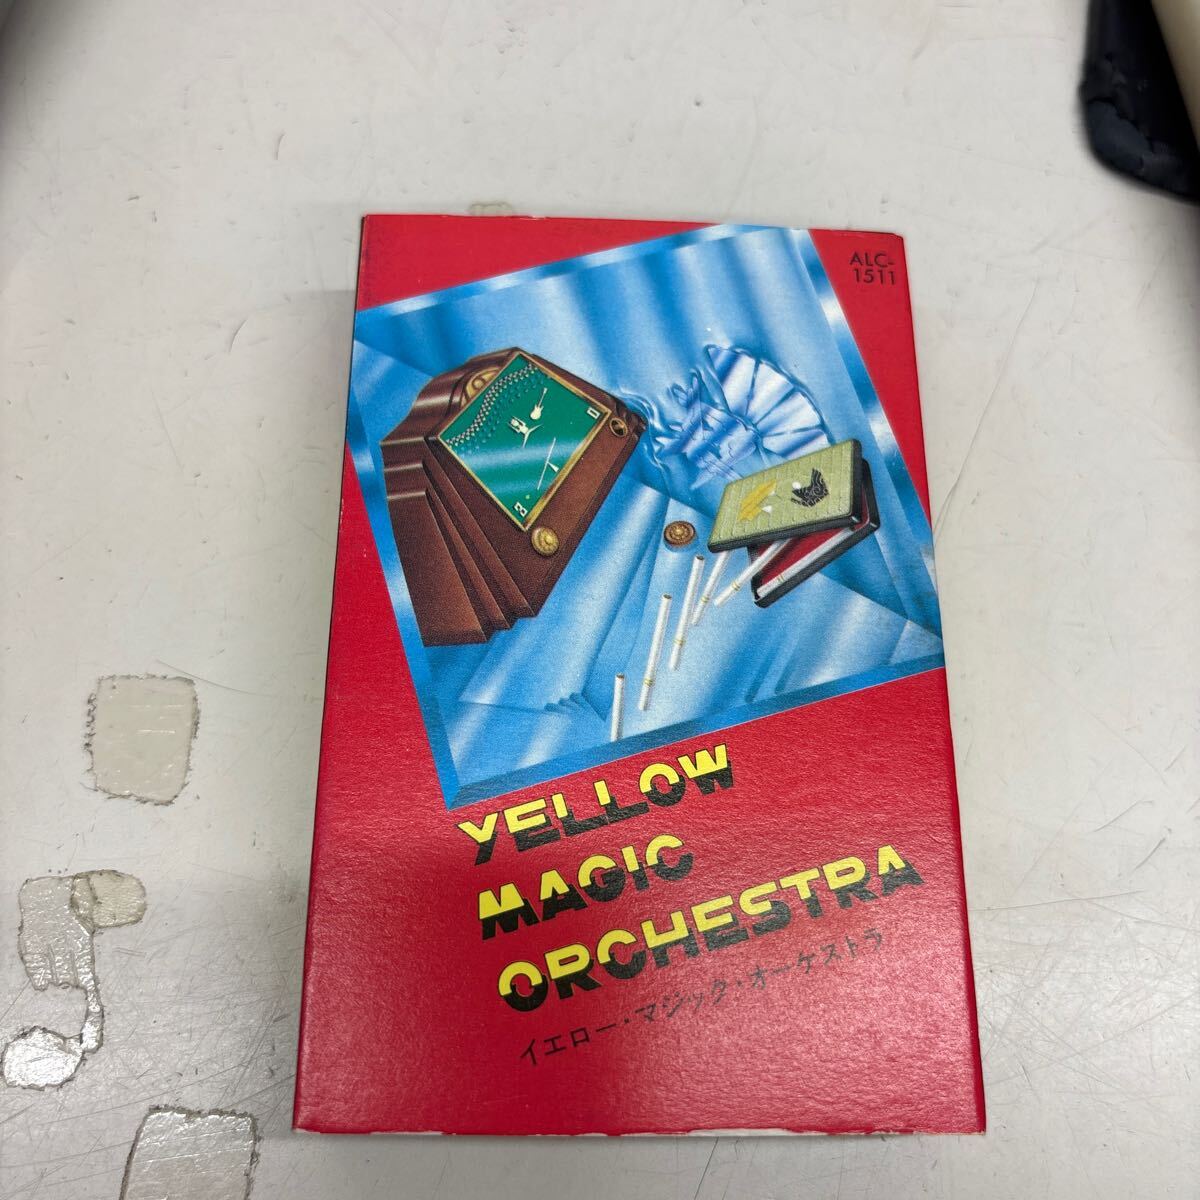 ALC-
1511
YELLOW
MAGIC
ORCHESTRA
イエロー・マジック・オーケストラ